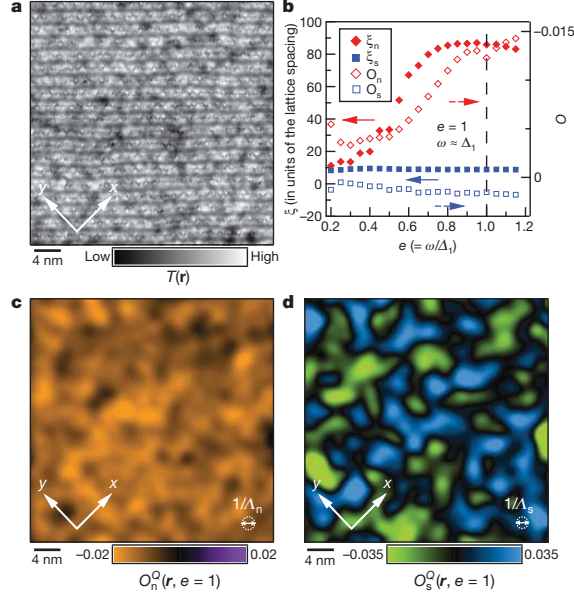 a
y
x
4 nm
Low
High
T(r)
b
ξ (in units of the lattice spacing)
100
80
60
40
20
0
−20
ξn
ξs
On
Os
e = 1
ω ≈ Δ1
−0.015
0
O
0.2
0.4
0.6
0.8
1.0
1.2
e (= ω/Δ1)
c
y
x
1/Λn
4 nm
−0.02
0.02
OnQ(r, e = 1)
d
y
x
1/Λs
4 nm
−0.035
0.035
OsQ(r, e = 1)